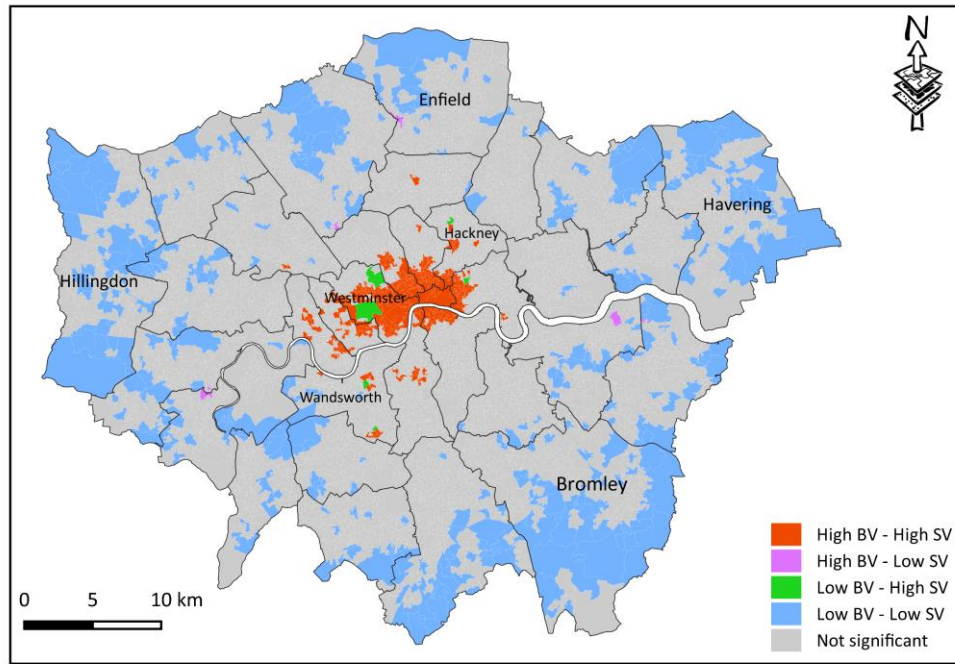 N
Enfield
Havering
Hackney
Hillingdon
Westminster
Wandsworth
Bromley
High BV - High SV
High BV - Low SV
Low BV - High SV
Low BV - Low SV
Not significant
0 5 10 km